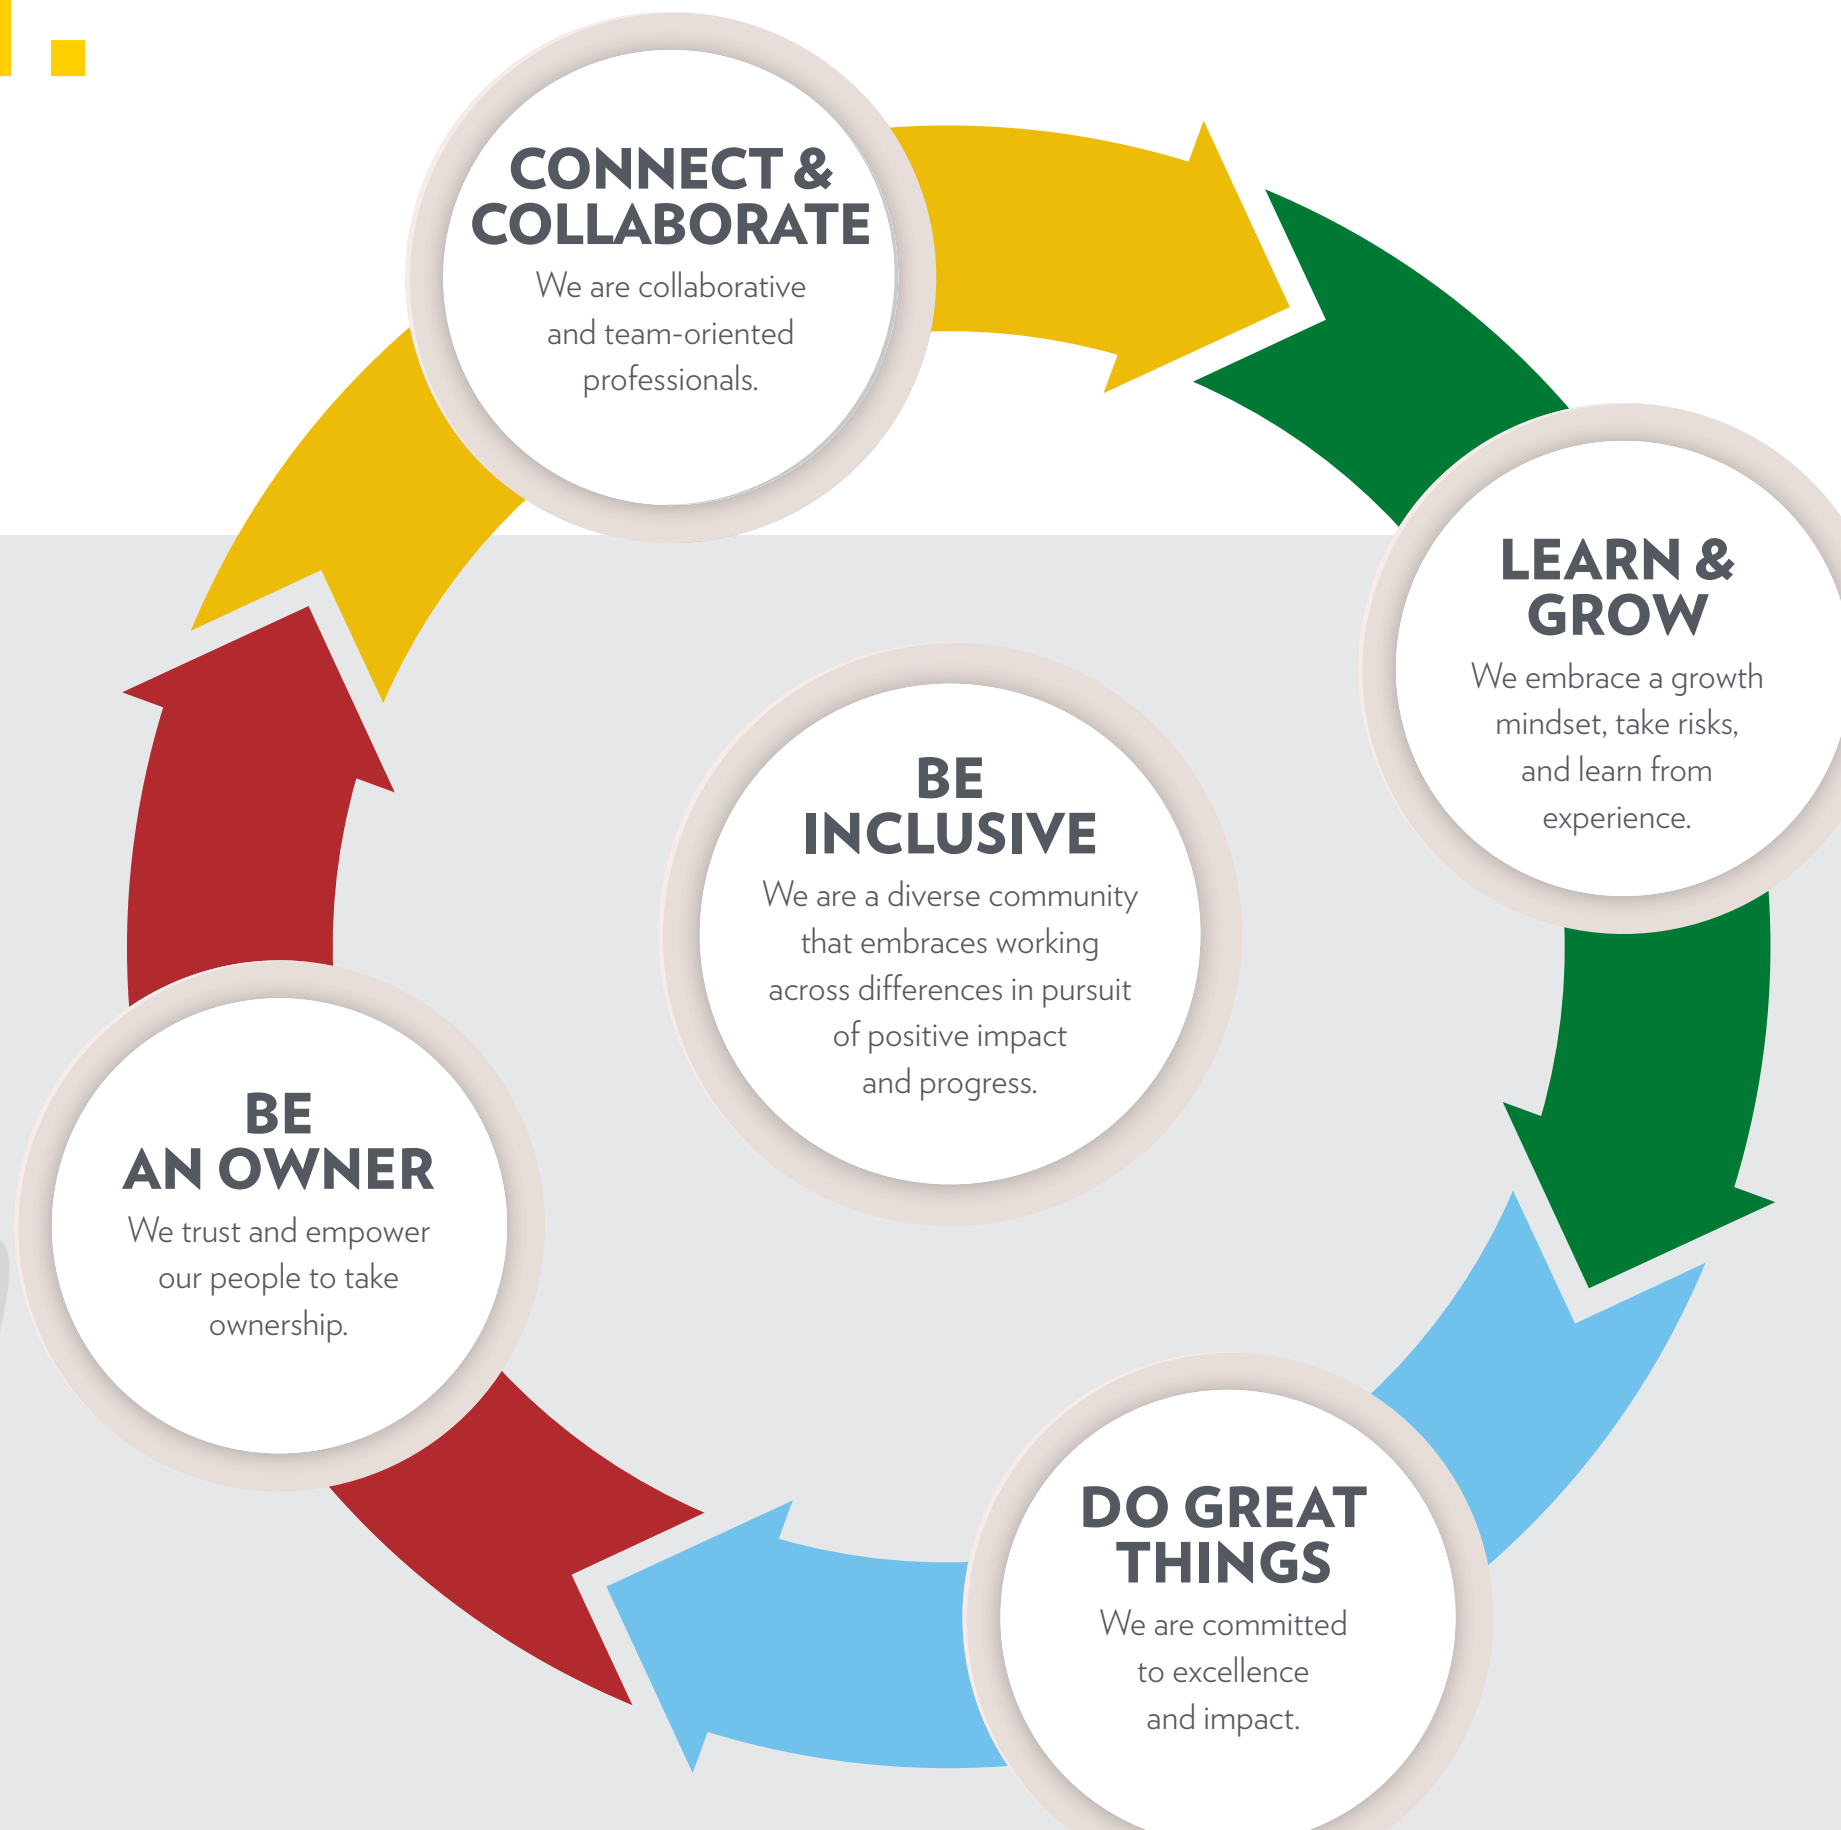 CONNECT &
COLLABORATE
We are collaborative
and team-oriented
professionals.
LEARN &
GROW
We embrace a growth
mindset, take risks,
and learn from
experience.
BE
INCLUSIVE
We are a diverse community
that embraces working
across differences in pursuit
of positive impact
and progress.
BE
AN OWNER
We trust and empower
our people to take
ownership.
DO GREAT
THINGS
We are committed
to excellence
and impact.